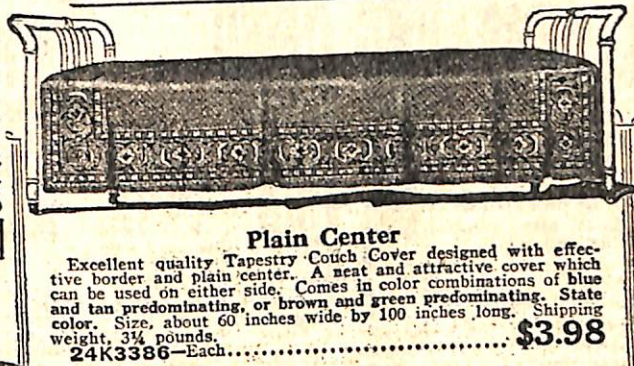 Plain Center
Excellent quality Tapestry Couch Cover designed with effec-
tive border and plain center. A neat and attractive cover which
can be used on either side. Comes in color combinations of blue
and tan predominating, or brown and green predominating. State
color. Size, about 60 inches wide by 100 inches long. Shipping
weight, 3¼ pounds.
24K3386—Each.................................... $3.98